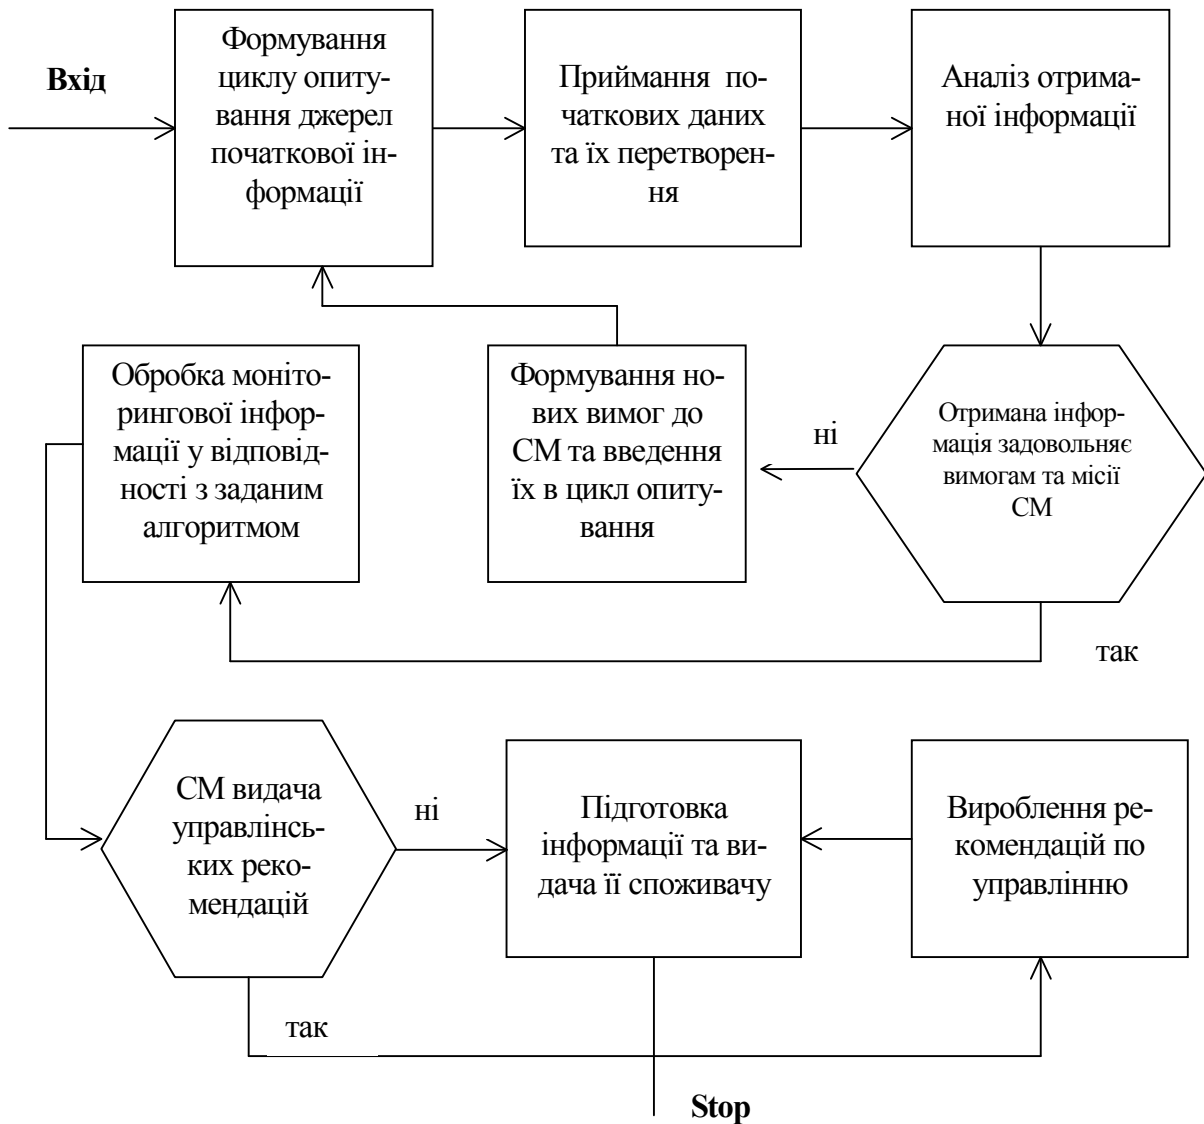 Вхід
Формування
циклу опиту-
вання джерел
початкової ін-
формації
Приймання по-
чаткових даних
та їх перетворен-
ня
Аналіз отрима-
ної інформації
Обробка моніто-
рингової інфор-
мації у відповід-
ності з заданим
алгоритмом
Формування но-
вих вимог до
СМ та введення
їх в цикл опиту-
вання
ні
Отримана інфор-
мація задовольняє
вимогам та місії
СМ
так
СМ видача
управлінсь-
ких реко-
мендацій
ні
Підготовка
інформації та ви-
дача її споживачу
Вироблення ре-
комендацій по
управлінню
так
Stop